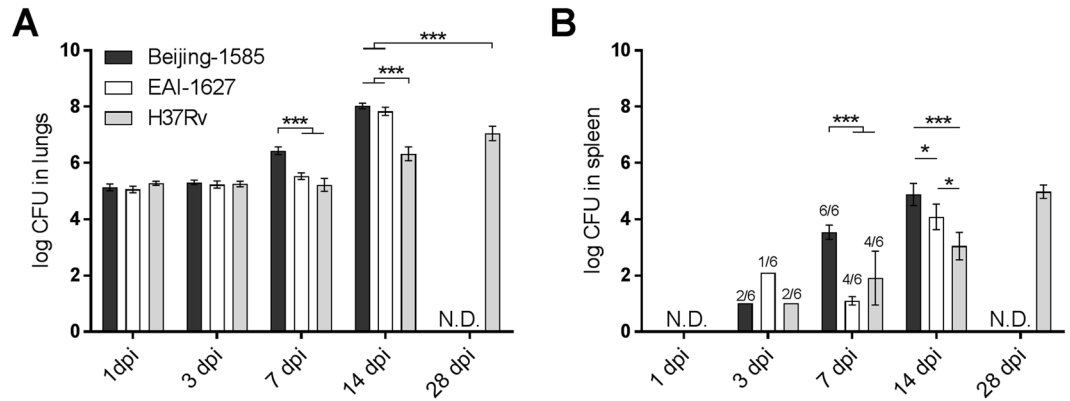 A
10
8
6
4
2
0
log CFU in lungs
Beijing-1585
EAI-1627
H37Rv
***
***
***
N.D.
1dpi
3 dpi
7 dpi
14 dpi
28 dpi
B
10
8
6
4
2
0
log CFU in spleen
N.D.
2/6
1/6
2/6
6/6
4/6
4/6
***
***
*
*
N.D.
1 dpi
3 dpi
7 dpi
14 dpi
28 dpi